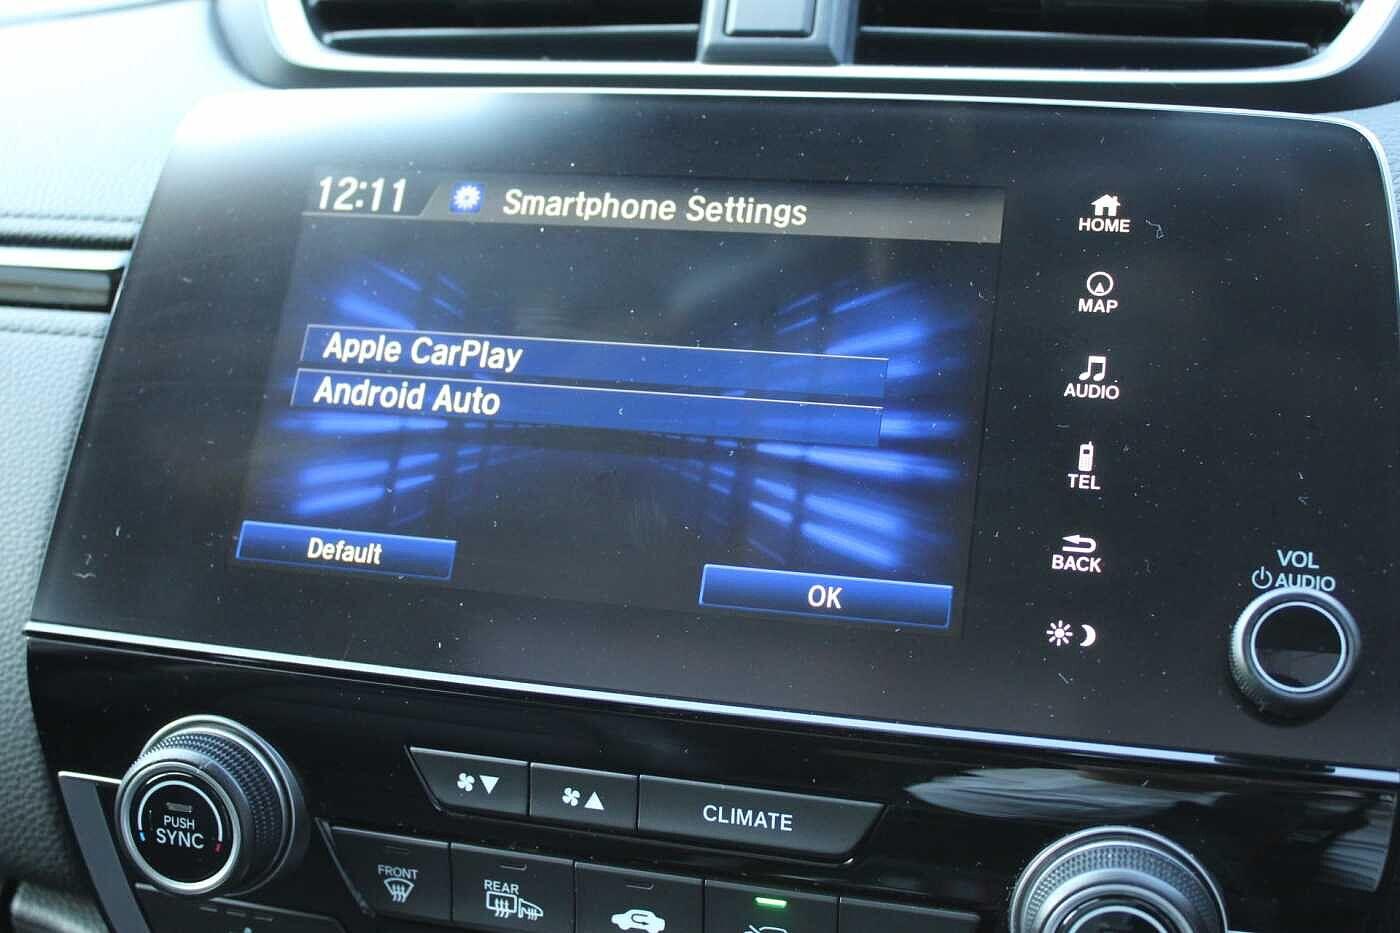 12:11 Smartphone Settings
Apple CarPlay
Android Auto
Default
OK
HOME
MAP
AUDIO
TEL
BACK
VOL
AUDIO
PUSH
SYNC
CLIMATE
FRONT
REAR